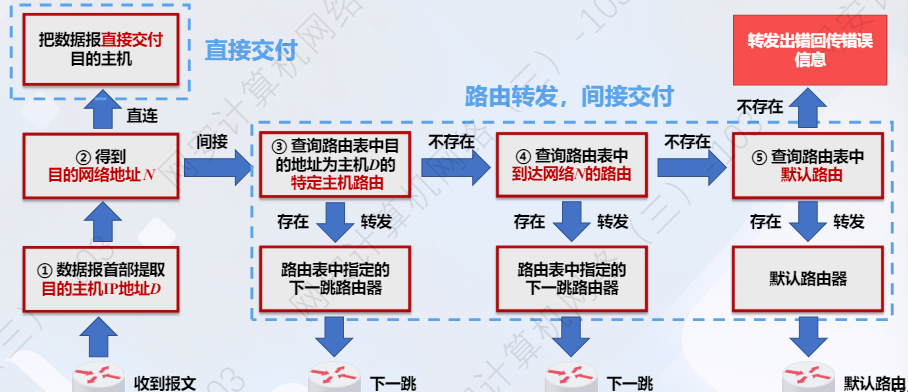 把数据报直接交付
目的主机
直接交付
转发出错回传错误
信息
路由转发，间接交付
直连
不存在
② 得到
目的网络地址 N
间接
③ 查询路由表中目
的地址为主机D的
特定主机路由
不存在
④ 查询路由表中
到达网络N的路由
不存在
⑤ 查询路由表中
默认路由
存在
转发
存在
转发
存在
转发
① 数据报首部提取
目的主机IP地址D
路由表中指定的
下一跳路由器
路由表中指定的
下一跳路由器
默认路由器
收到报文
下一跳
下一跳
默认路由